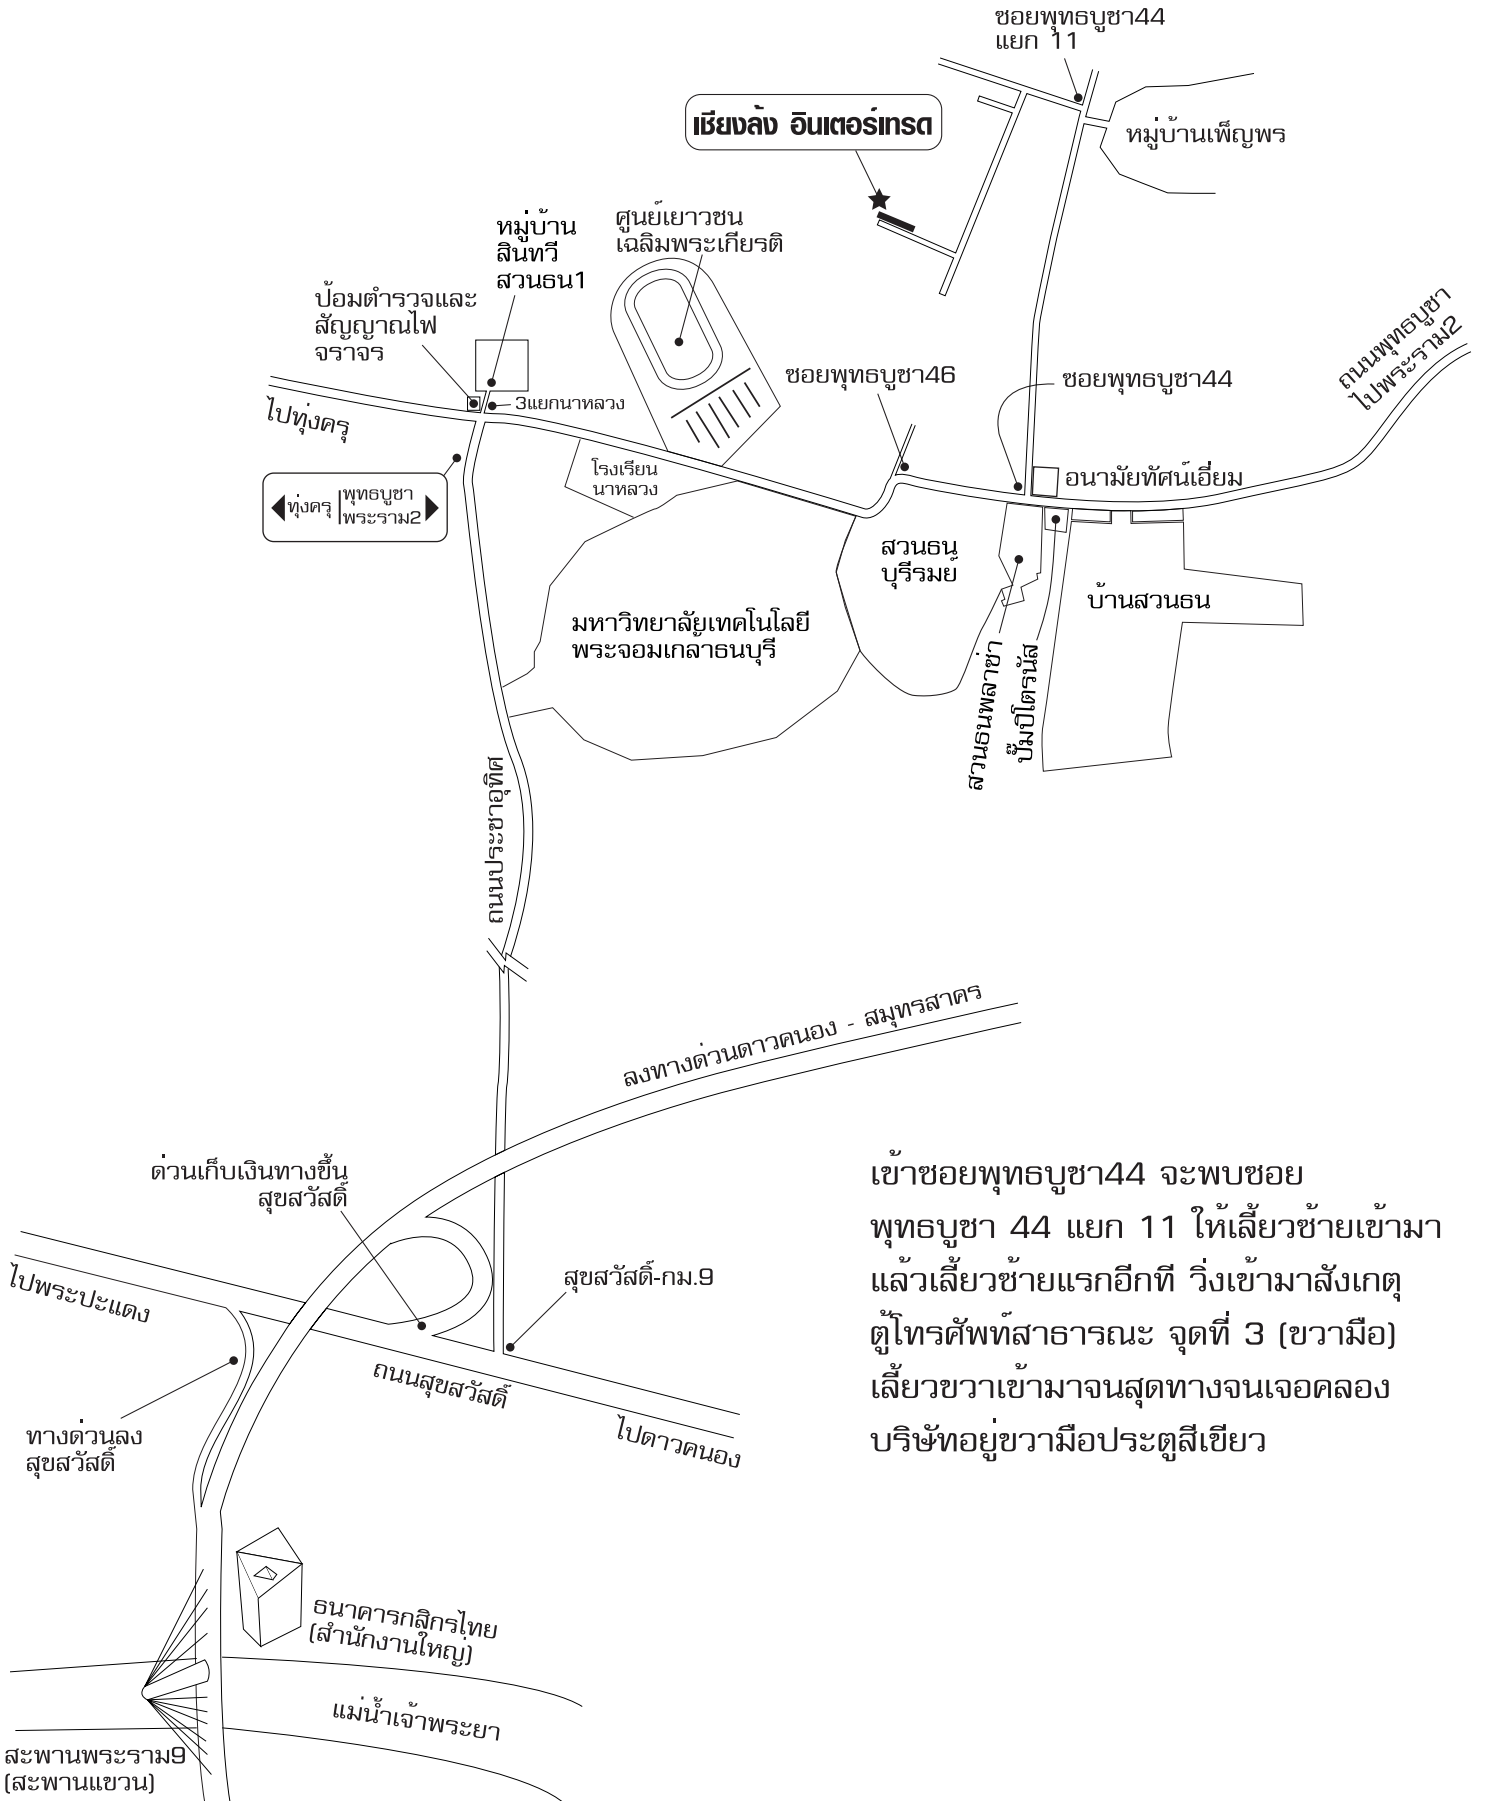 ซอยพุทธบูชา44
แยก 11
เชียงล้ง อินเตอร์เทรด
หมู่บ้านเพ็ญพร
หมู่บ้าน
สินทวี
สวนธน1
ศูนย์เยาวชน
เฉลิมพระเกียรติ
ป้อมตำรวจและ
สัญญาณไฟ
จราจร
ถนนพุทธบูชา
ไปพระราม2
ซอยพุทธบูชา46
ซอยพุทธบูชา44
3แยกนาหลวง
ไปทุ่งครุ
โรงเรียน
นาหลวง
อนามัยทัศน์เอี่ยม
ทุ่งครุ
พุทธบูชา
พระราม2
สวนธน
บุรีรมย์
บ้านสวนธน
มหาวิทยาลัยเทคโนโลยี
พระจอมเกลาธนบุรี
สวนธนพลาซ่า
ปั๊มปิโตรนัส
ถนนประชาอุทิศ
ลงทางด่วนดาวคนอง - สมุทรสาคร
ด่วนเก็บเงินทางขึ้น
สุขสวัสดิ์
เข้าซอยพุทธบูชา44 จะพบซอย
พุทธบูชา 44 แยก 11 ให้เลี้ยวซ้ายเข้ามา
แล้วเลี้ยวซ้ายแรกอีกที วิ่งเข้ามาสังเกตุ
ตู้โทรศัพท์สาธารณะ จุดที่ 3 (ขวามือ)
เลี้ยวขวาเข้ามาจนสุดทางจนเจอคลอง
บริษัทอยู่ขวามือประตูสีเขียว
ไปพระปะแดง
สุขสวัสดิ์-กม.9
ถนนสุขสวัสดิ์
ไปดาวคนอง
ทางด่วนลง
สุขสวัสดิ์
ธนาคารกสิกรไทย
(สำนักงานใหญ่)
แม่น้ำเจ้าพระยา
สะพานพระราม9
(สะพานแขวน)